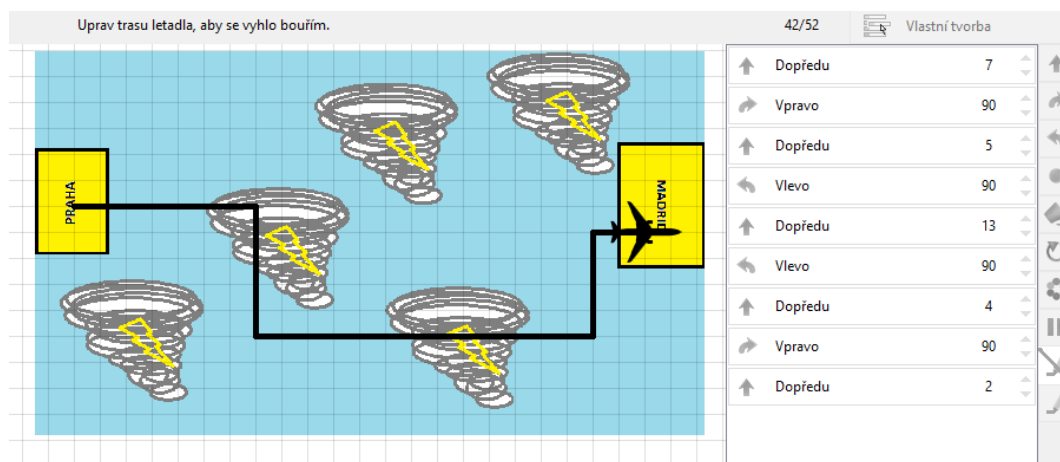 Uprav trasu letadla, aby se vyhlo bouřím.
42/52
Vlastní tvorba
Dopředu 7
Vpravo 90
Dopředu 5
Vlevo 90
Dopředu 13
Vlevo 90
Dopředu 4
Vpravo 90
Dopředu 2
PRAHA
MADRID